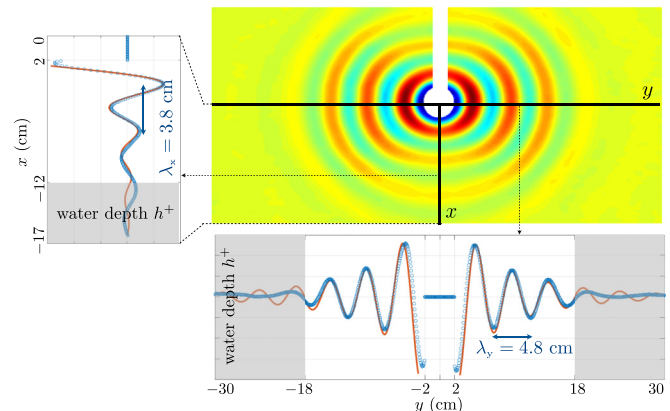 0
2
x (cm)
−12
−17
λx = 3.8 cm
water depth h+
y
x
water depth h+
λy = 4.8 cm
−30
−18
−2
2
18
30
y (cm)